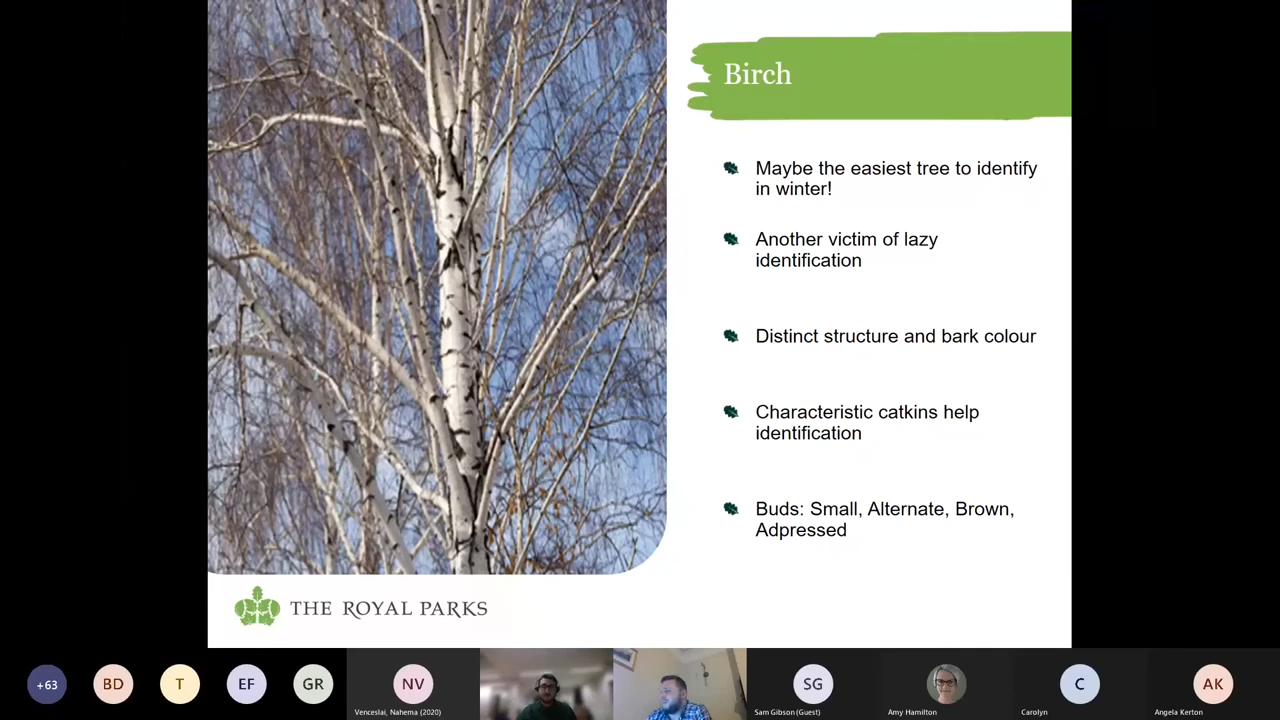 Birch
Maybe the easiest tree to identify
in winter!
Another victim of lazy
identification
Distinct structure and bark colour
Characteristic catkins help
identification
Buds: Small, Alternate, Brown,
Adpressed
THE ROYAL PARKS
+63
BD
T
EF
GR
NV
SG
C
AK
Venceslai, Nahema (2020)
Sam Gibson (Guest)
Amy Hamilton
Carolyn
Angela Kerton